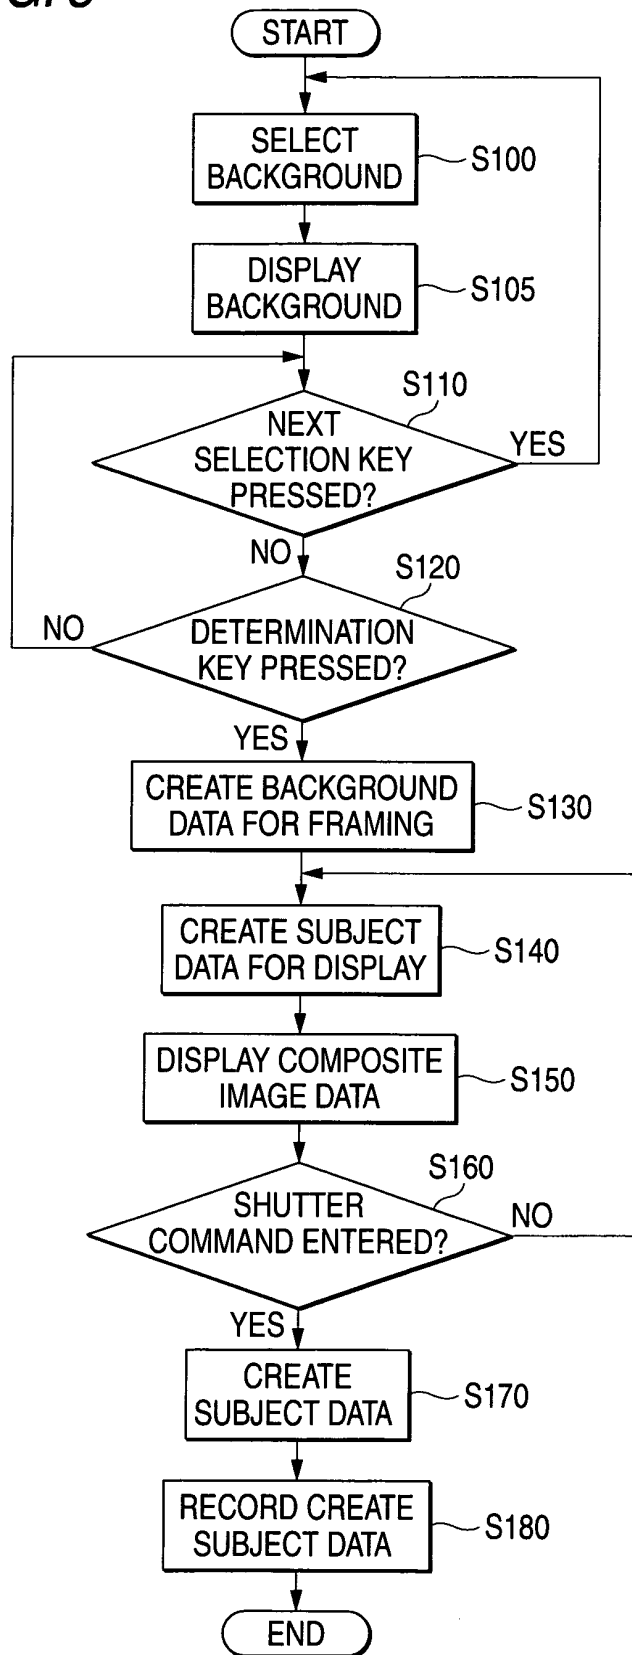 START
SELECT
BACKGROUND
S100
DISPLAY
BACKGROUND
S105
S110
NEXT
SELECTION KEY
PRESSED?
YES
NO
S120
NO
DETERMINATION
KEY PRESSED?
YES
CREATE BACKGROUND
DATA FOR FRAMING
S130
CREATE SUBJECT
DATA FOR DISPLAY
S140
DISPLAY COMPOSITE
IMAGE DATA
S150
S160
SHUTTER
COMMAND ENTERED?
NO
YES
CREATE
SUBJECT DATA
S170
RECORD CREATE
SUBJECT DATA
S180
END